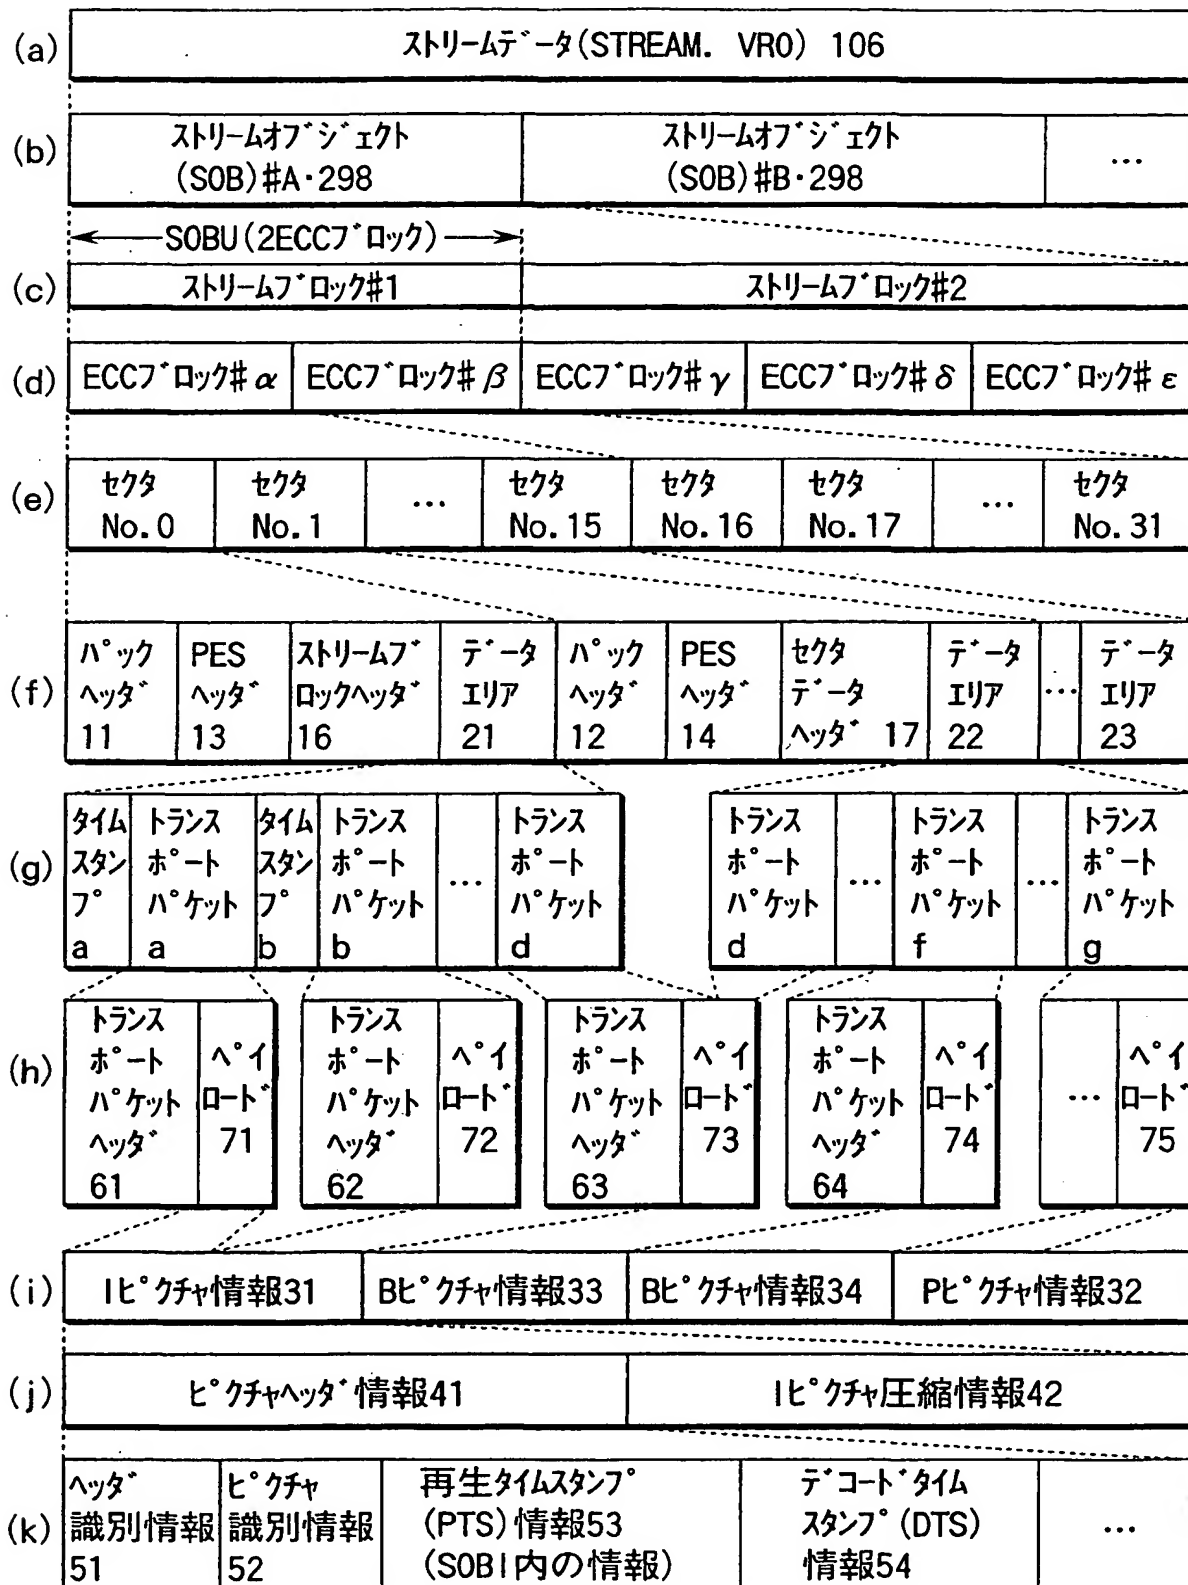 (a) ストリームデータ(STREAM. VRO) 106
(b) ストリームオブジェクト
(SOB)#A・298
ストリームオブジェクト
(SOB)#B・298
…
SOBU(2ECCブロック)
(c) ストリームブロック#1
ストリームブロック#2
(d) ECCブロック#α
ECCブロック#β
ECCブロック#γ
ECCブロック#δ
ECCブロック#ε
(e) セクタ
No.0
セクタ
No.1
…
セクタ
No.15
セクタ
No.16
セクタ
No.17
…
セクタ
No.31
(f) パック
ヘッダ
11
PES
ヘッダ
13
ストリームブ
ロックヘッダ
16
データ
エリア
21
パック
ヘッダ
12
PES
ヘッダ
14
セクタ
データ
ヘッダ 17
データ
エリア
22
…
データ
エリア
23
(g) タイム
スタン
プ
a
トランス
ポート
パケット
a
タイム
スタン
プ
b
トランス
ポート
パケット
b
…
トランス
ポート
パケット
d
トランス
ポート
パケット
d
…
トランス
ポート
パケット
f
…
トランス
ポート
パケット
g
(h) トランス
ポート
パケット
ヘッダ
61
ペイ
ロード
71
トランス
ポート
パケット
ヘッダ
62
ペイ
ロード
72
トランス
ポート
パケット
ヘッダ
63
ペイ
ロード
73
トランス
ポート
パケット
ヘッダ
64
ペイ
ロード
74
…
ペイ
ロード
75
(i) Iピクチャ情報31
Bピクチャ情報33
Bピクチャ情報34
Pピクチャ情報32
(j) ピクチャヘッダ情報41
Iピクチャ圧縮情報42
(k) ヘッダ
識別情報
51
ピクチャ
識別情報
52
再生タイムスタンプ
(PTS)情報53
(SOBI内の情報)
デコードタイム
スタンプ(DTS)
情報54
…